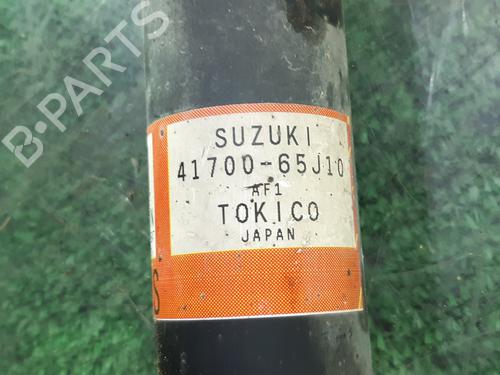 B-PARTS
SUZUKI
41700-65J10
AF1
TOKICO
JAPAN
S